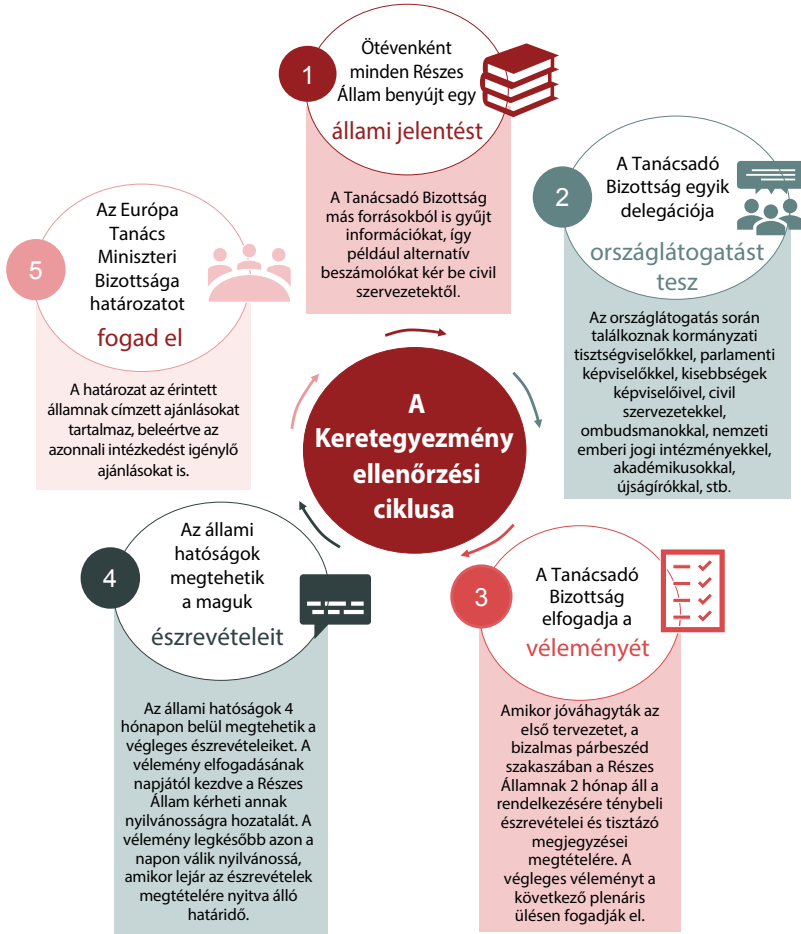 1
Ötévenként
minden Részes
Állam benyújt egy
állami jelentést
A Tanácsadó Bizottság
más forrásokból is gyűjt
információkat, így
például alternatív
beszámolókat kér be civil
szervezetektől.
2
A Tanácsadó
Bizottság egyik
delegációja
országlátogatást
tesz
Az országlátogatás során
találkoznak kormányzati
tisztségviselőkkel, parlamenti
képviselőkkel, kisebbségek
képviselőivel, civil
szervezetekkel,
ombudsmanokkal, nemzeti
emberi jogi intézményekkel,
akadémikusokkal,
újságírókkal, stb.
3
A Tanácsadó
Bizottság
elfogadja a
véleményét
Amikor jóváhagyták az
első tervezetet, a
bizalmas párbeszéd
szakaszában a Részes
Államnak 2 hónap áll a
rendelkezésére ténybeli
észrevételei és tisztázó
megjegyzései
megtételére. A
végleges véleményt a
következő plenáris
ülésen fogadják el.
4
Az állami
hatóságok
megtehetik
a maguk
észrevételeit
Az állami hatóságok 4
hónapon belül megtehetik a
végleges észrevételeiket. A
vélemény elfogadásának
napjától kezdve a Részes
Állam kérheti annak
nyilvánosságra hozatalát. A
vélemény legkésőbb azon a
napon válik nyilvánossá,
amikor lejár az észrevételek
megtételére nyitva álló
határidő.
5
Az Európa
Tanács
Miniszteri
Bizottsága
határozatot
fogad el
A határozat az érintett
államnak címzett ajánlásokat
tartalmaz, beleértve az
azonnali intézkedést igénylő
ajánlásokat is.
A
Keretegyezmény
ellenőrzési
ciklusa